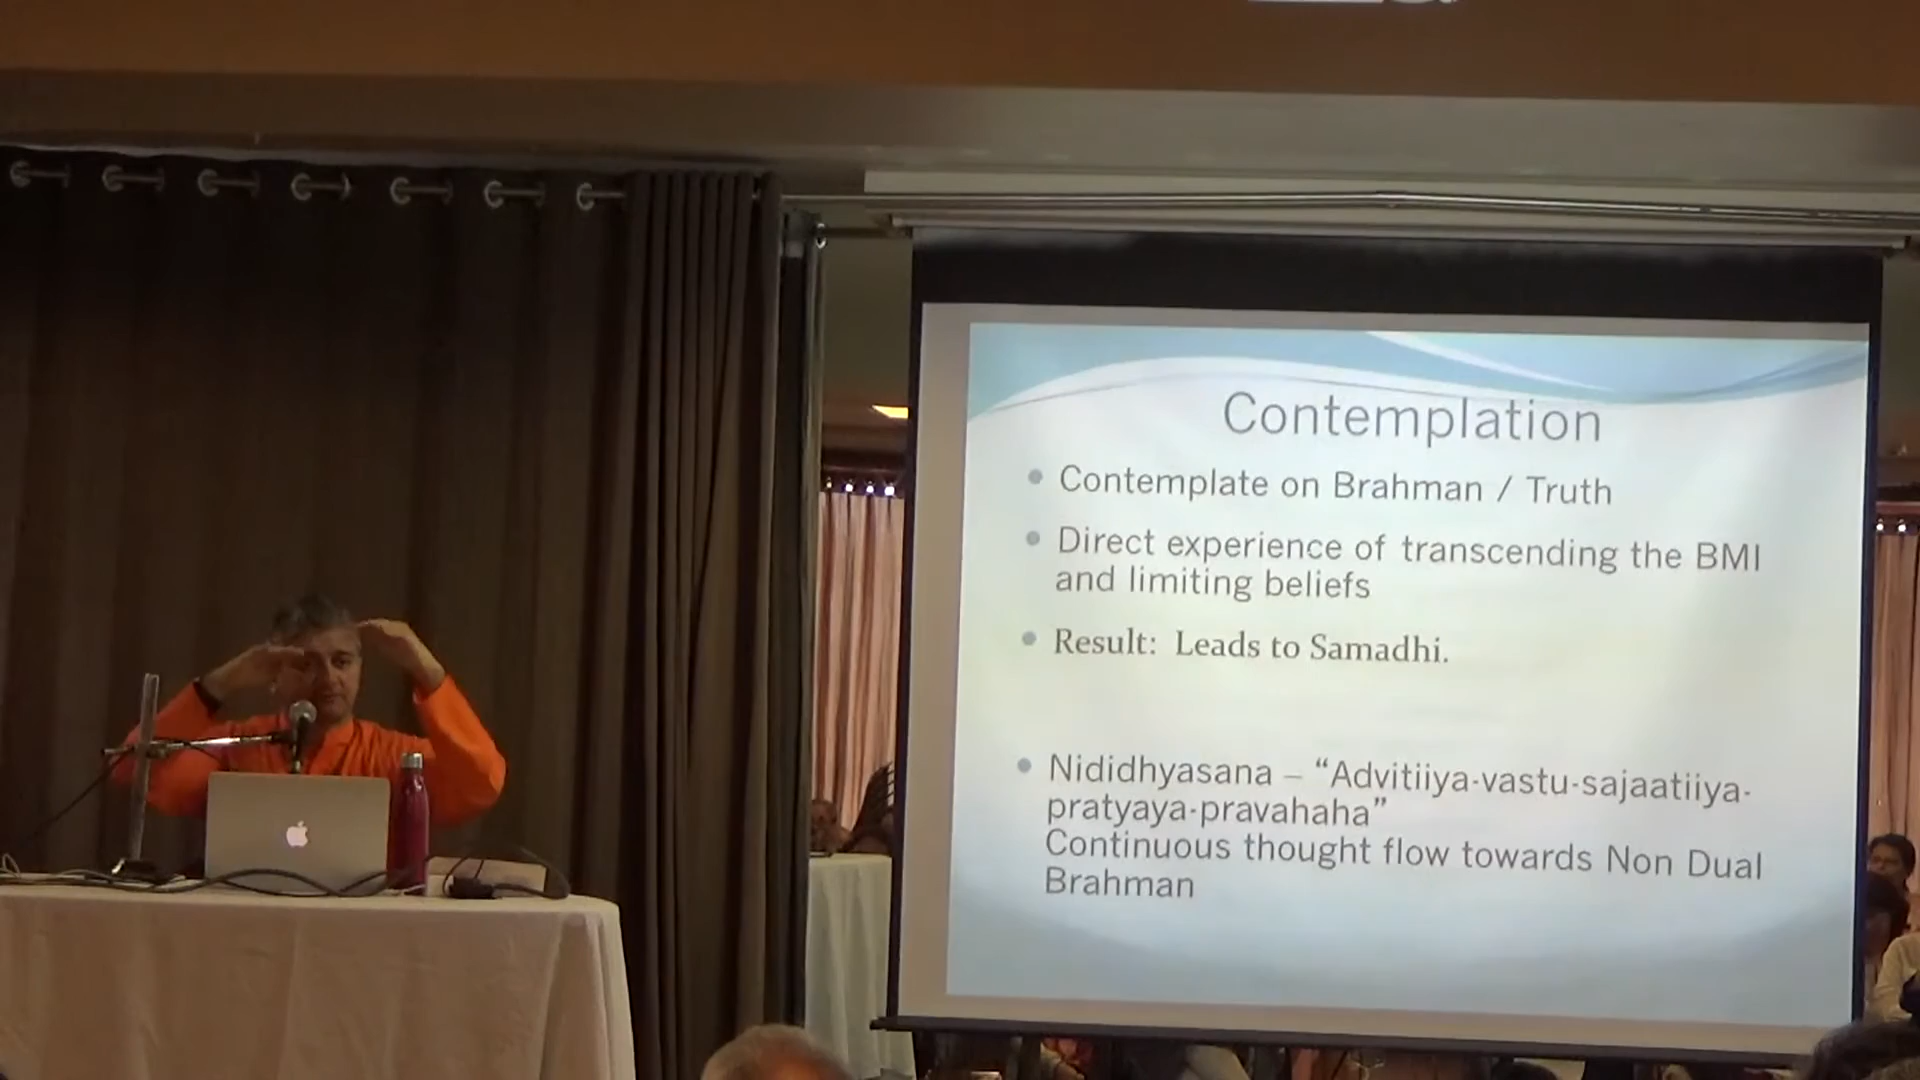 Contemplation
Contemplate on Brahman / Truth
Direct experience of transcending the BMI
and limiting beliefs
Result: Leads to Samadhi.
Nididhyasana – “Advitiiya-vastu-sajaatiiya-
pratyaya-pravahaha”
Continuous thought flow towards Non Dual
Brahman